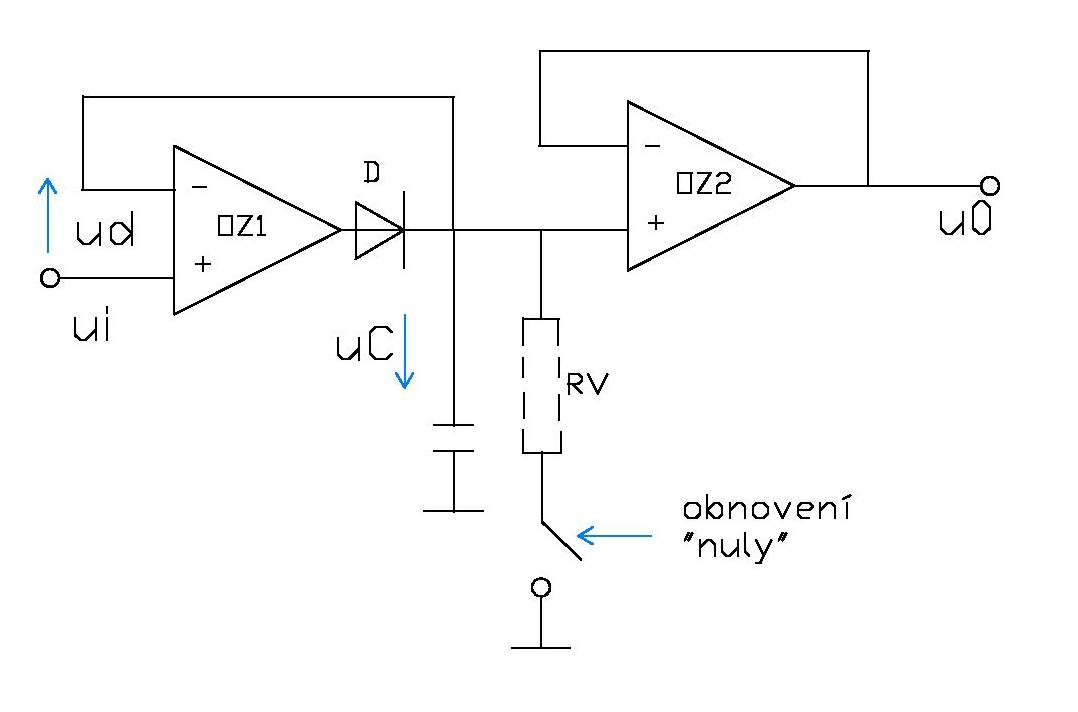 D
−
OZ1
+
ud
ui
uC
−
OZ2
+
u0
RV
obnovení
"nuly"